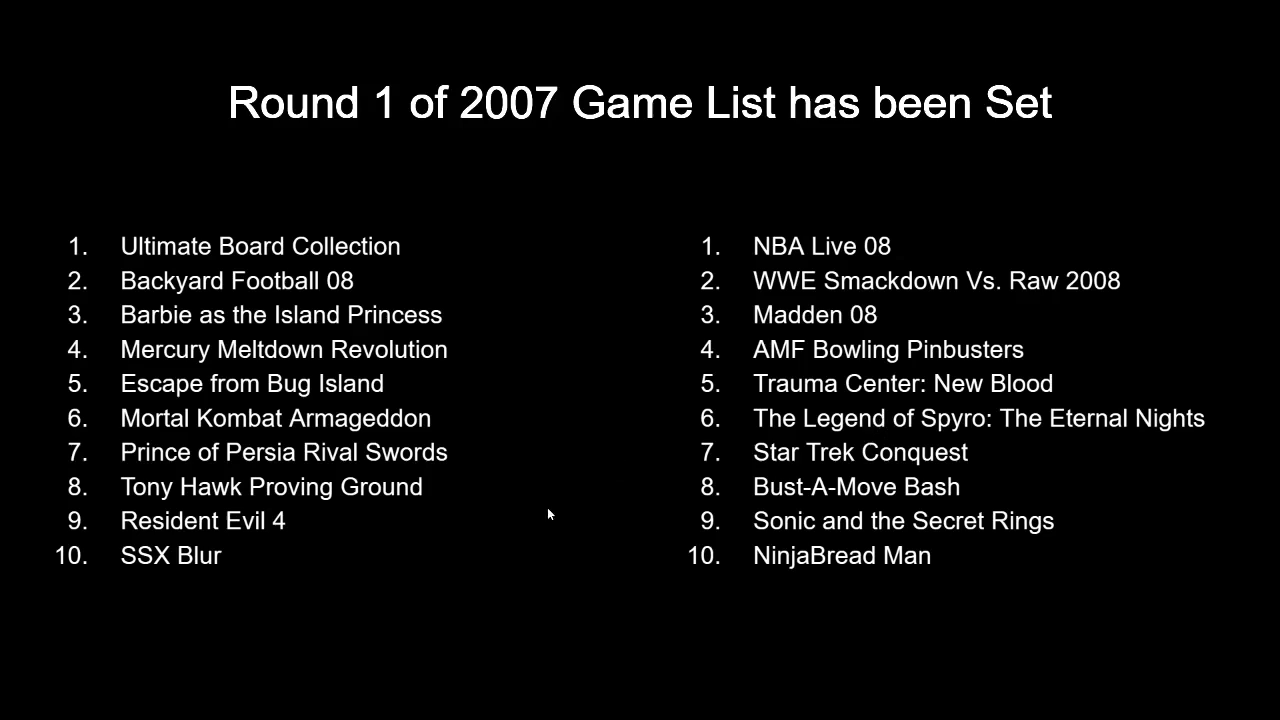 Round 1 of 2007 Game List has been Set
1. Ultimate Board Collection
2. Backyard Football 08
3. Barbie as the Island Princess
4. Mercury Meltdown Revolution
5. Escape from Bug Island
6. Mortal Kombat Armageddon
7. Prince of Persia Rival Swords
8. Tony Hawk Proving Ground
9. Resident Evil 4
10. SSX Blur
1. NBA Live 08
2. WWE Smackdown Vs. Raw 2008
3. Madden 08
4. AMF Bowling Pinbusters
5. Trauma Center: New Blood
6. The Legend of Spyro: The Eternal Nights
7. Star Trek Conquest
8. Bust-A-Move Bash
9. Sonic and the Secret Rings
10. NinjaBread Man